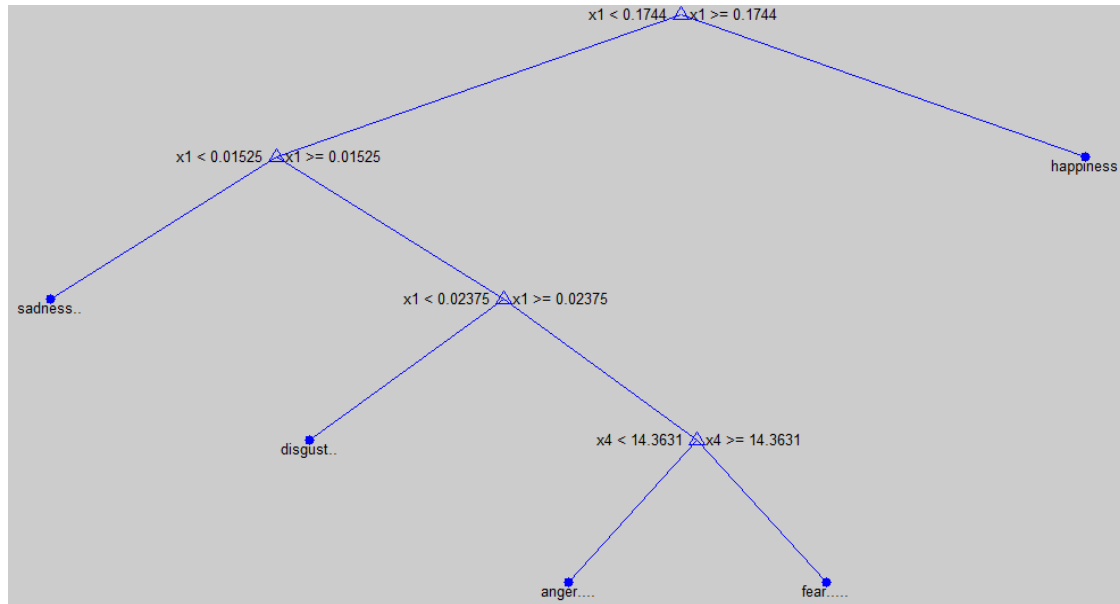 x1 < 0.1744 x1 >= 0.1744
x1 < 0.01525 x1 >= 0.01525
happiness
x1 < 0.02375 x1 >= 0.02375
sadness..
x4 < 14.3631 x4 >= 14.3631
disgust..
anger....
fear.....